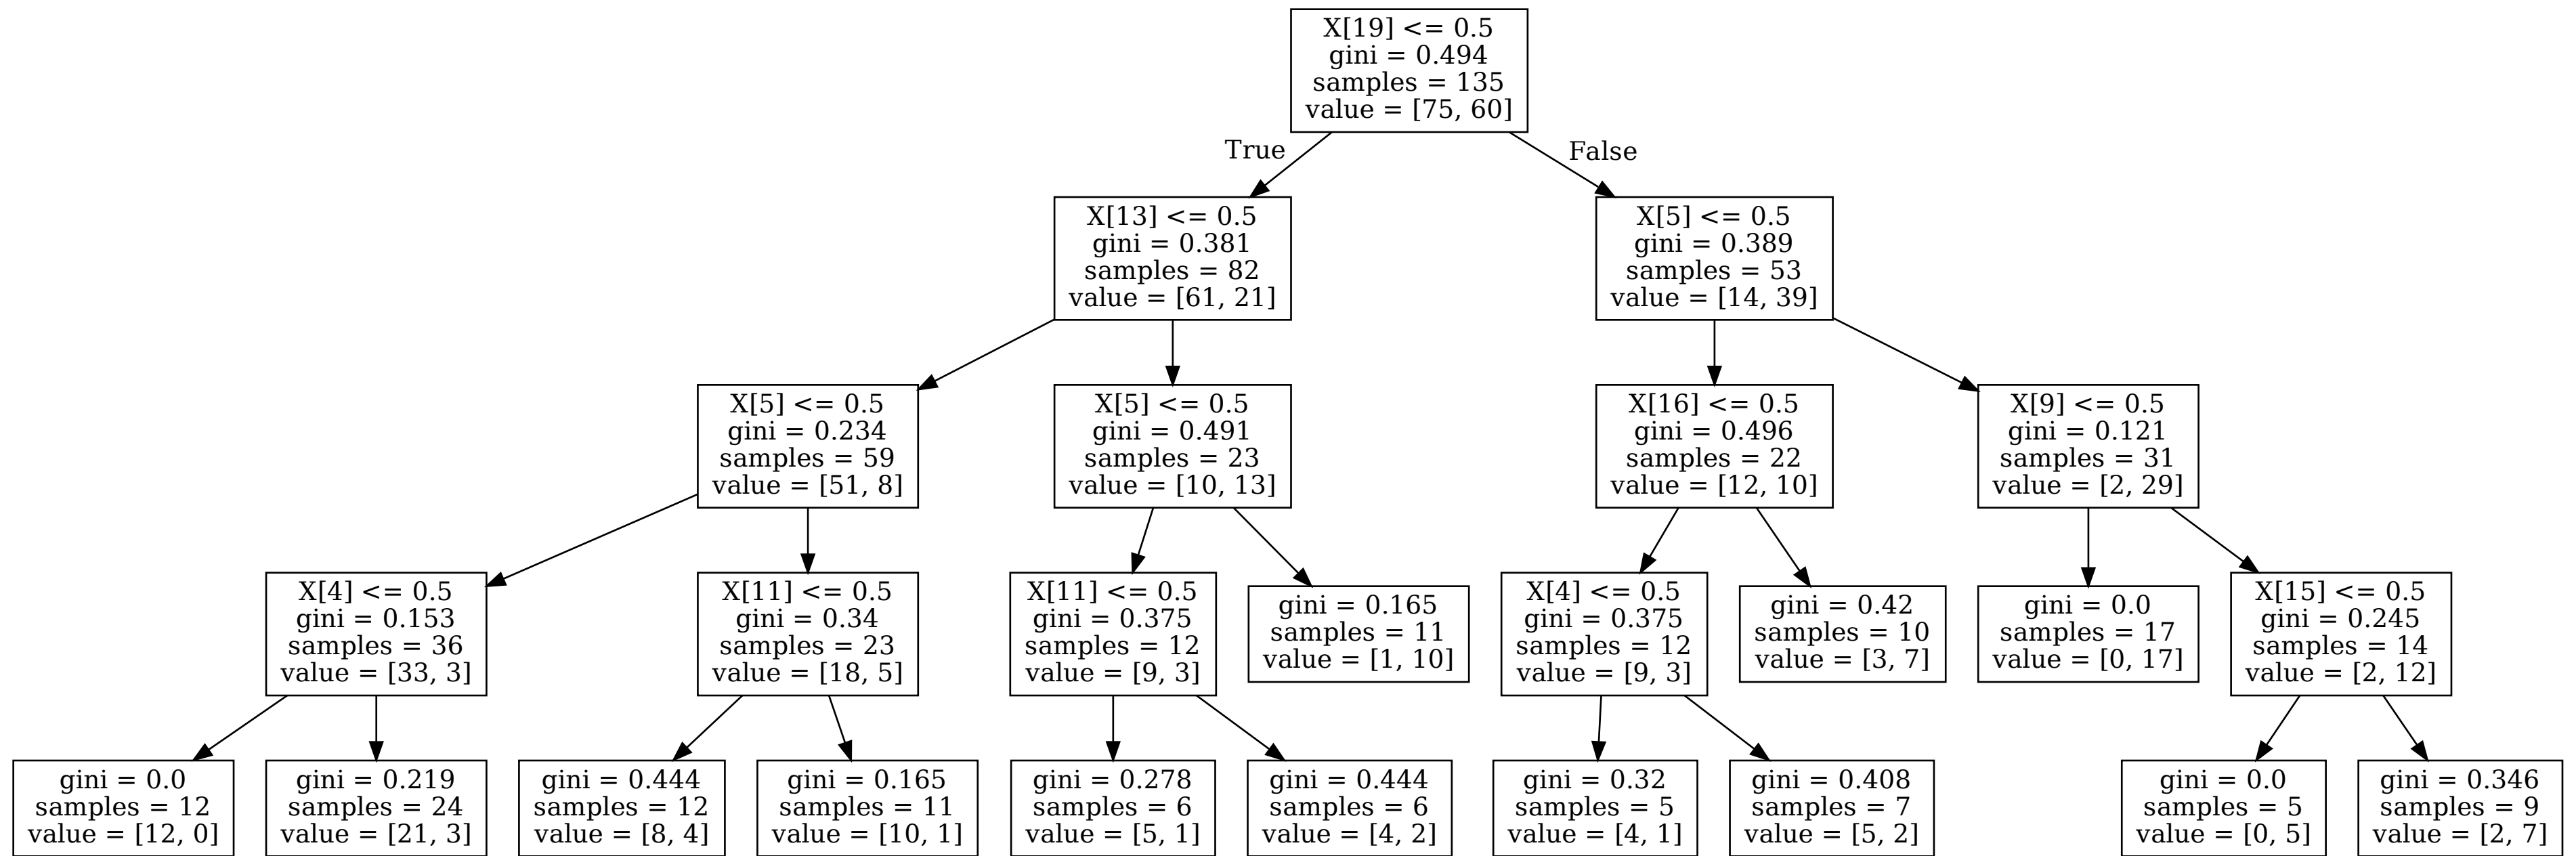 X[19] <= 0.5
gini = 0.494
samples = 135
value = [75, 60]
True
False
X[13] <= 0.5
gini = 0.381
samples = 82
value = [61, 21]
X[5] <= 0.5
gini = 0.389
samples = 53
value = [14, 39]
X[5] <= 0.5
gini = 0.234
samples = 59
value = [51, 8]
X[5] <= 0.5
gini = 0.491
samples = 23
value = [10, 13]
X[16] <= 0.5
gini = 0.496
samples = 22
value = [12, 10]
X[9] <= 0.5
gini = 0.121
samples = 31
value = [2, 29]
X[4] <= 0.5
gini = 0.153
samples = 36
value = [33, 3]
X[11] <= 0.5
gini = 0.34
samples = 23
value = [18, 5]
X[11] <= 0.5
gini = 0.375
samples = 12
value = [9, 3]
gini = 0.165
samples = 11
value = [1, 10]
X[4] <= 0.5
gini = 0.375
samples = 12
value = [9, 3]
gini = 0.42
samples = 10
value = [3, 7]
gini = 0.0
samples = 17
value = [0, 17]
X[15] <= 0.5
gini = 0.245
samples = 14
value = [2, 12]
gini = 0.0
samples = 12
value = [12, 0]
gini = 0.219
samples = 24
value = [21, 3]
gini = 0.444
samples = 12
value = [8, 4]
gini = 0.165
samples = 11
value = [10, 1]
gini = 0.278
samples = 6
value = [5, 1]
gini = 0.444
samples = 6
value = [4, 2]
gini = 0.32
samples = 5
value = [4, 1]
gini = 0.408
samples = 7
value = [5, 2]
gini = 0.0
samples = 5
value = [0, 5]
gini = 0.346
samples = 9
value = [2, 7]